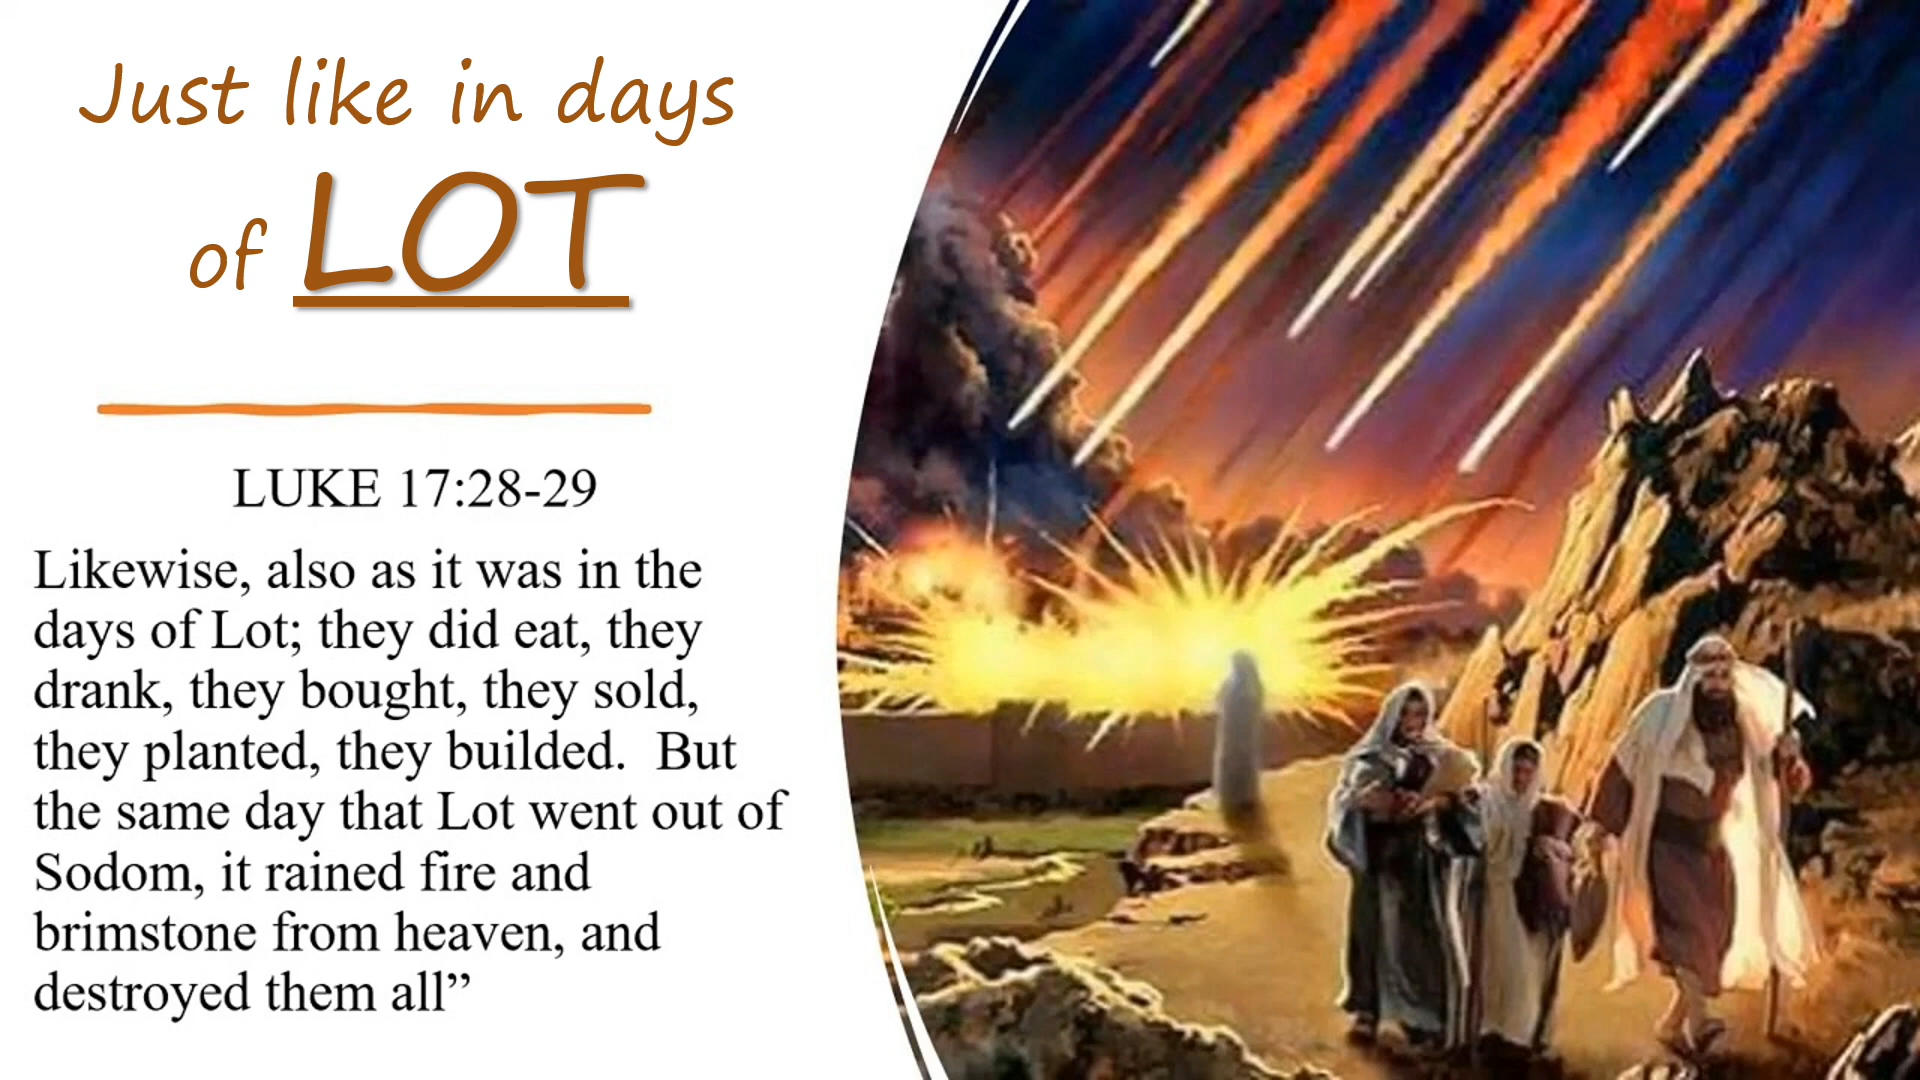 Just like in days
of LOT
LUKE 17:28-29
Likewise, also as it was in the
days of Lot; they did eat, they
drank, they bought, they sold,
they planted, they builded.  But
the same day that Lot went out of
Sodom, it rained fire and
brimstone from heaven, and
destroyed them all”